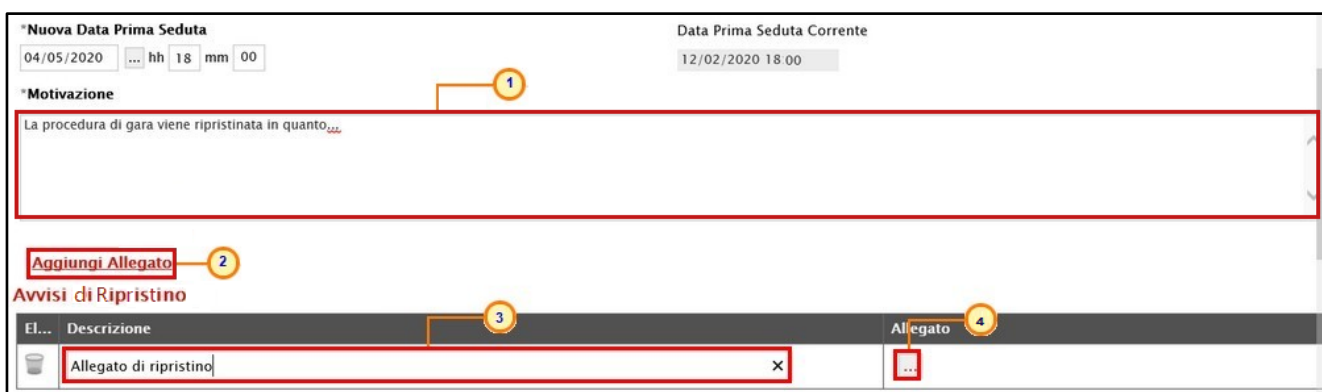 *Nuova Data Prima Seduta Data Prima Seduta Corrente
04/05/2020 ... hh 18 mm 00 12/02/2020 18:00
1
*Motivazione
La procedura di gara viene ripristinata in quanto...
Aggiungi Allegato 2
Avvisi di Ripristino
El... Descrizione 3 Allegato 4
Allegato di ripristino × ...